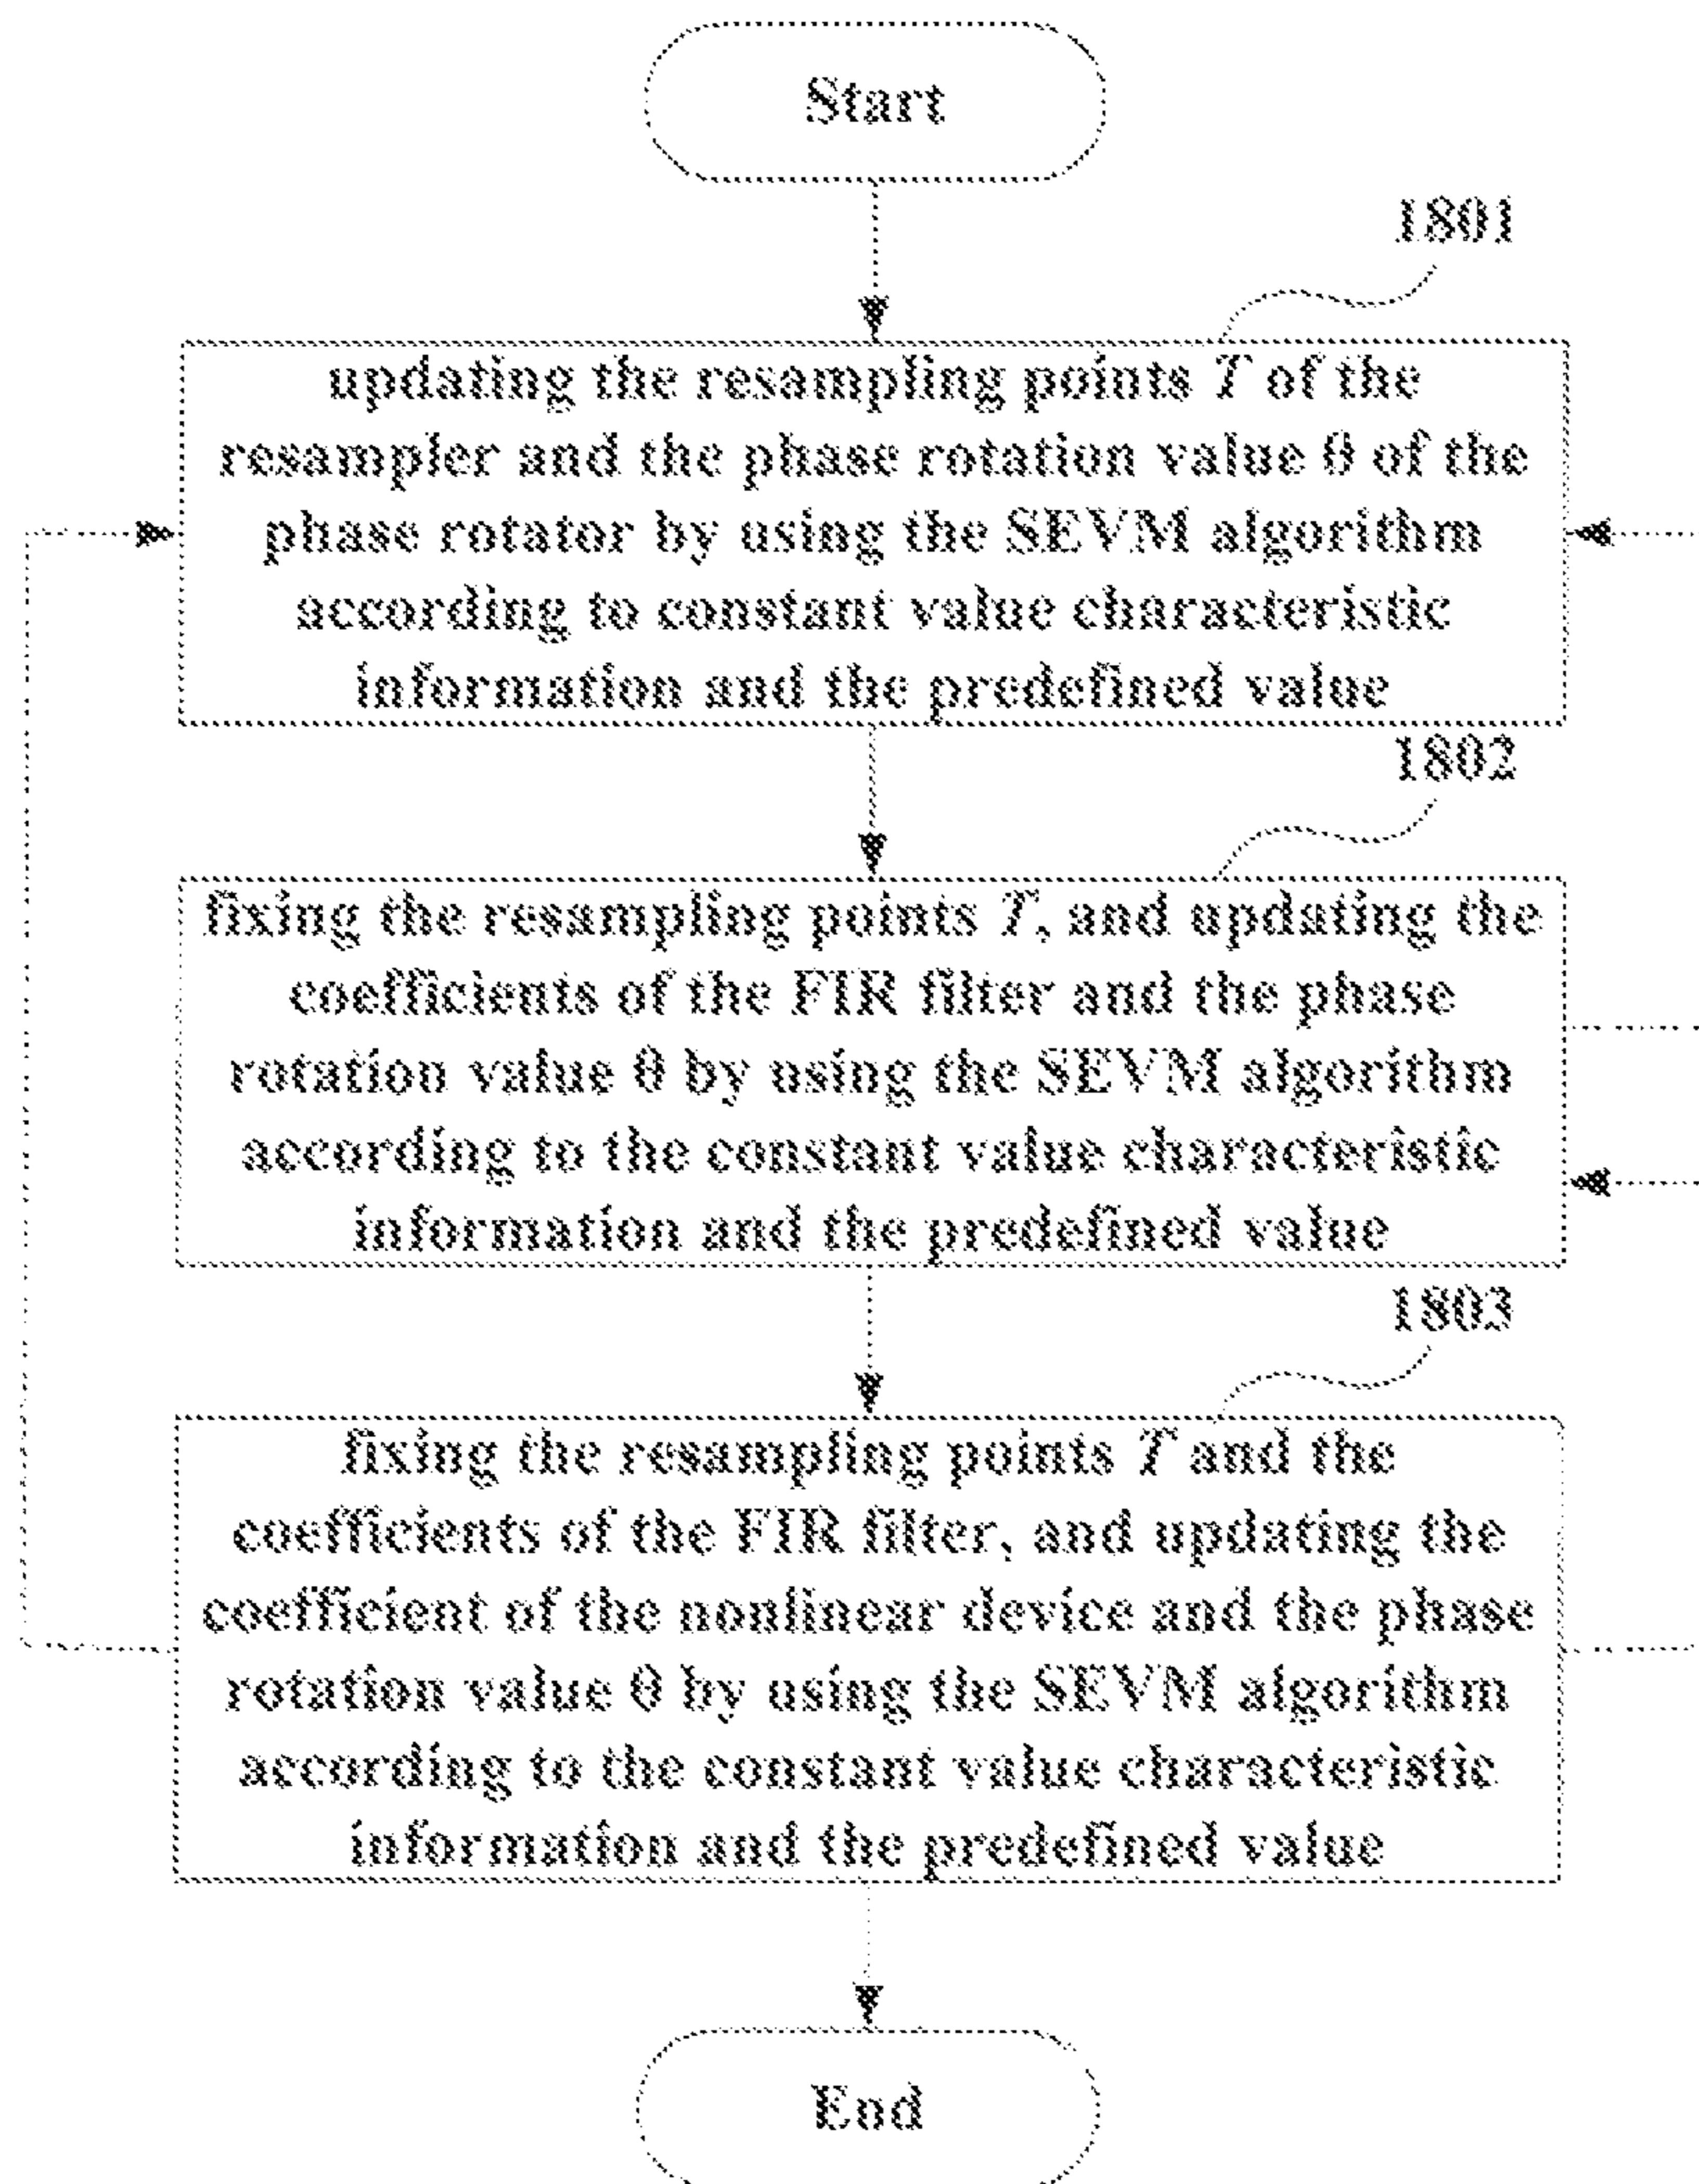 Start
1801
updating the resampling points T of the
resampler and the phase rotation value θ of the
phase rotator by using the SEVM algorithm
according to constant value characteristic
information and the predefined value
1802
fixing the resampling points T, and updating the
coefficients of the FIR filter and the phase
rotation value θ by using the SEVM algorithm
according to the constant value characteristic
information and the predefined value
1803
fixing the resampling points T and the
coefficients of the FIR filter, and updating the
coefficient of the nonlinear device and the phase
rotation value θ by using the SEVM algorithm
according to the constant value characteristic
information and the predefined value
End